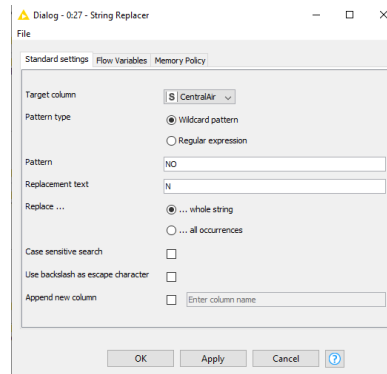 Dialog - 0:27 - String Replacer
File
Standard settings Flow Variables Memory Policy
Target column S CentralAir
Pattern type Wildcard pattern
Regular expression
Pattern NO
Replacement text N
Replace ... ... whole string
... all occurrences
Case sensitive search
Use backslash as escape character
Append new column Enter column name
OK Apply Cancel ?